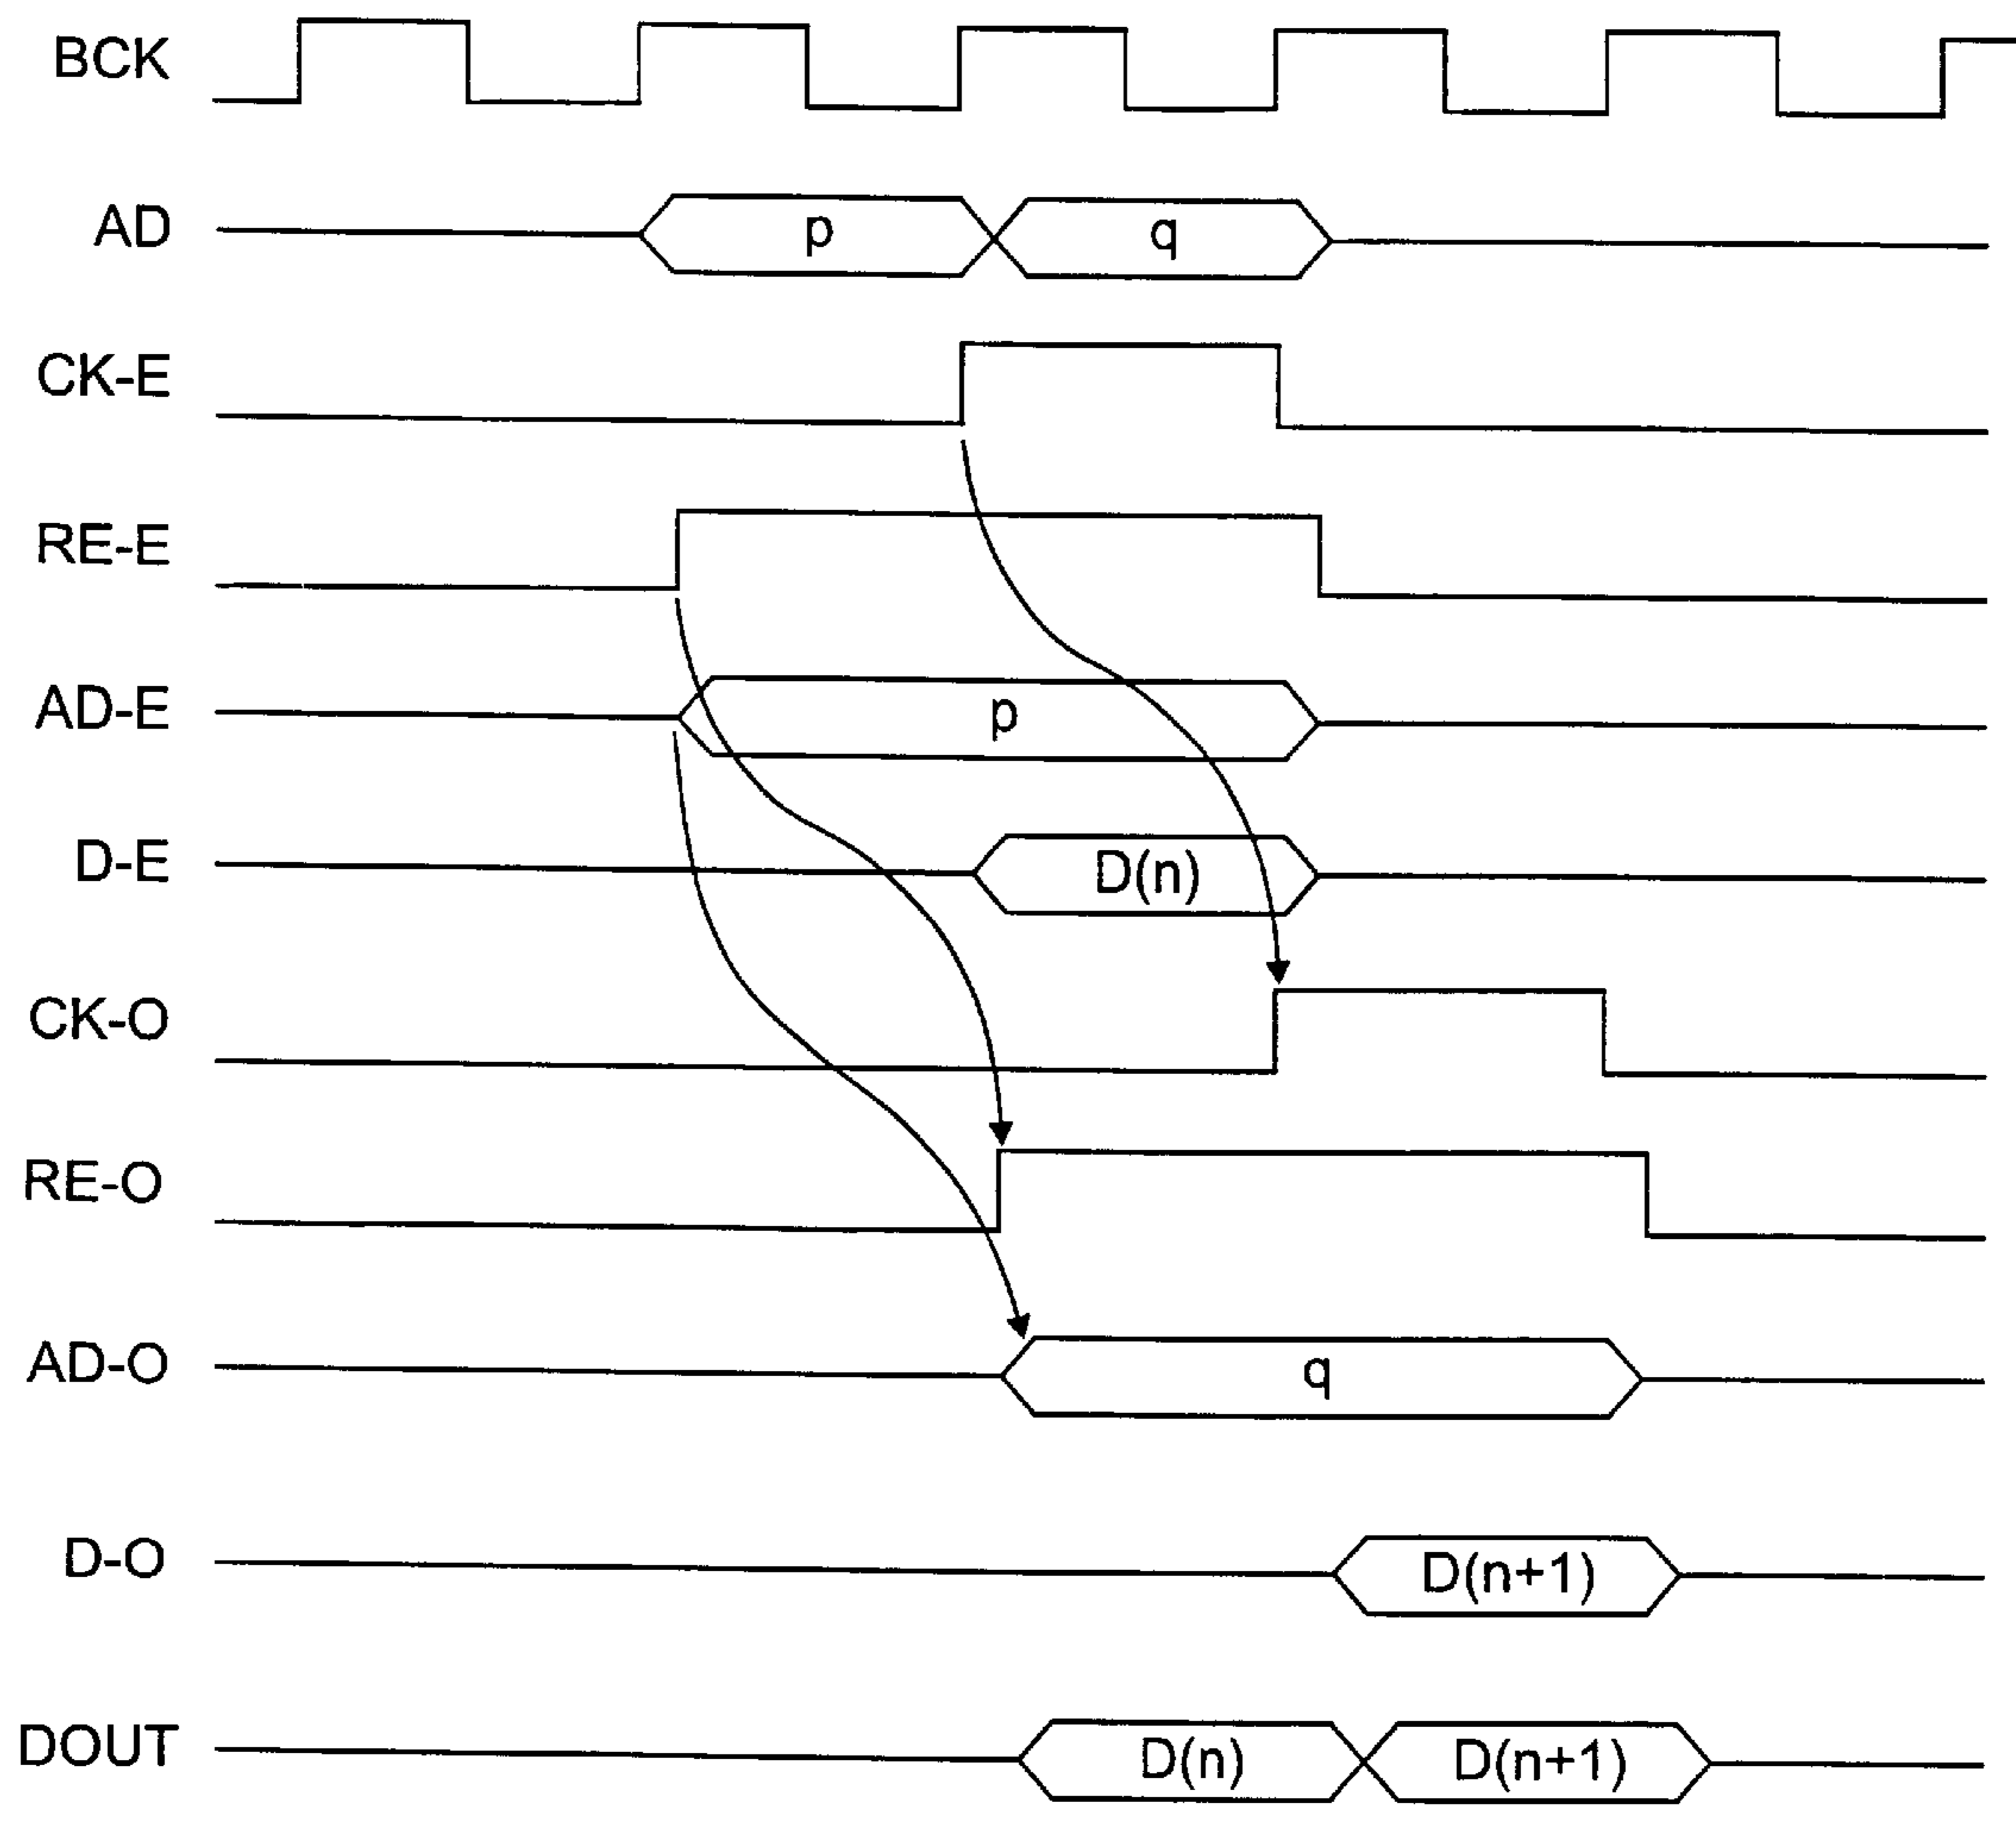 BCK
AD p q
CK-E
RE-E
AD-E p
D-E D(n)
CK-O
RE-O
AD-O q
D-O D(n+1)
DOUT D(n) D(n+1)